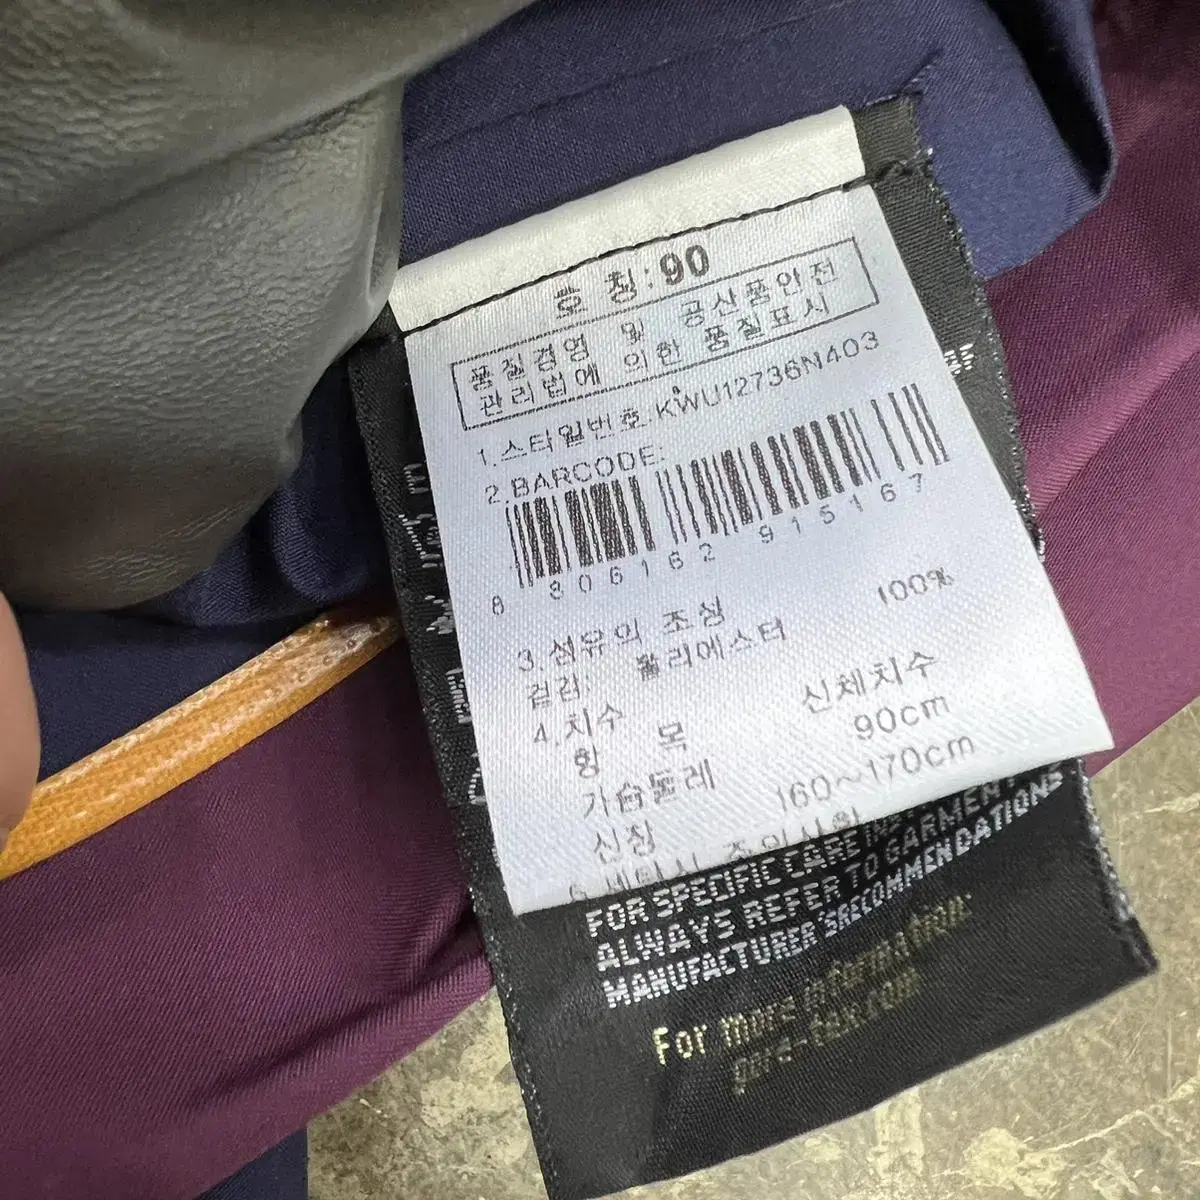 호 칭:90
품질경영 및 공산품안전
관리법에 의한 품질표시
1.스타일번호:KWU12736N403
2.BARCODE:
8 806162 915167
3.섬유의 조성
겉감: 폴리에스터 100%
4.치수
항 목 신체치수
가슴둘레 90cm
신장 160~170cm
FOR SPECIFIC CARE
ALWAYS REFER TO GARMENT
MANUFACTURER'S RECOMMENDATIONS
For more information: